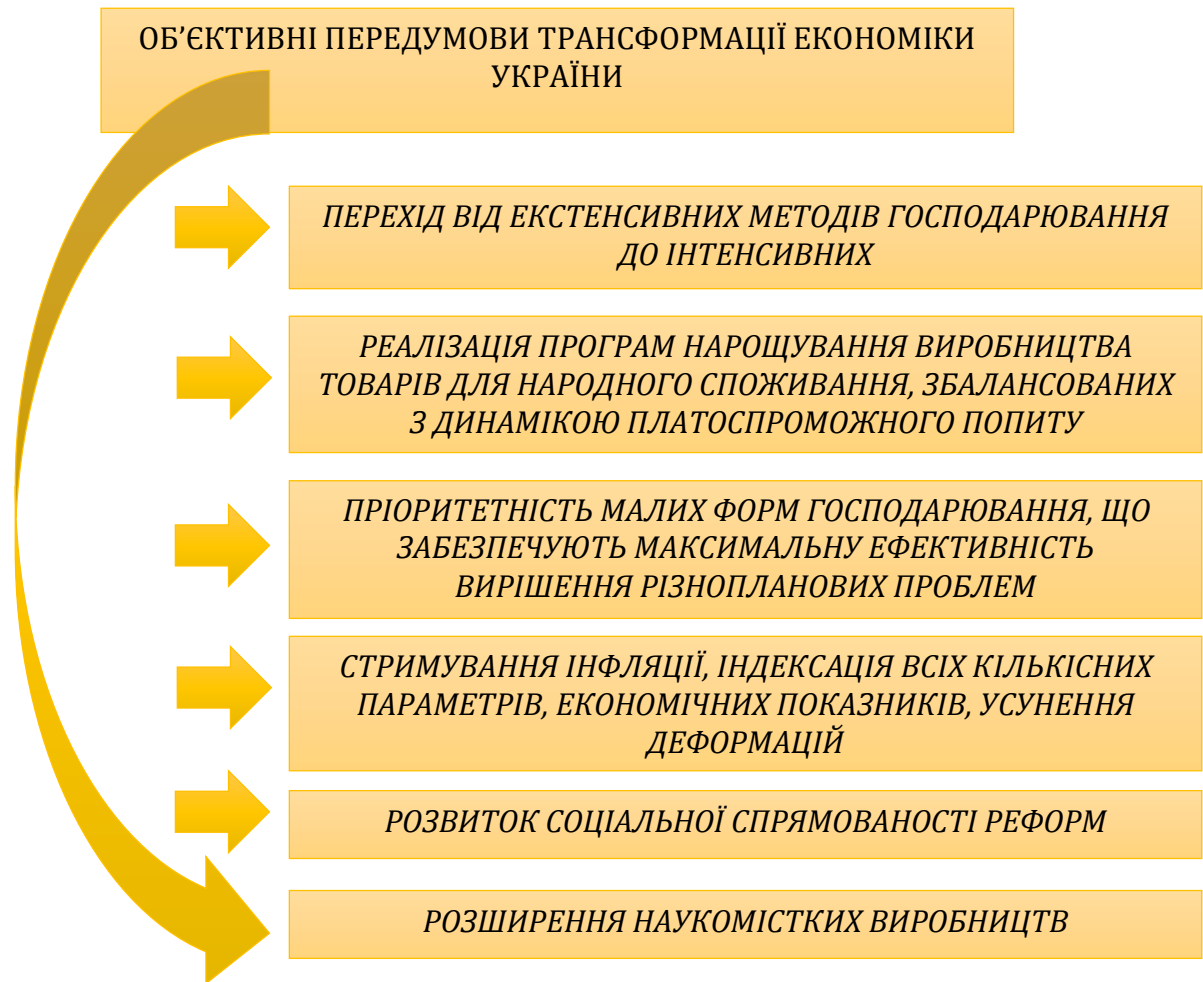 ОБ’ЄКТИВНІ ПЕРЕДУМОВИ ТРАНСФОРМАЦІЇ ЕКОНОМІКИ
УКРАЇНИ
ПЕРЕХІД ВІД ЕКСТЕНСИВНИХ МЕТОДІВ ГОСПОДАРЮВАННЯ
ДО ІНТЕНСИВНИХ
РЕАЛІЗАЦІЯ ПРОГРАМ НАРОЩУВАННЯ ВИРОБНИЦТВА
ТОВАРІВ ДЛЯ НАРОДНОГО СПОЖИВАННЯ, ЗБАЛАНСОВАНИХ
З ДИНАМІКОЮ ПЛАТОСПРОМОЖНОГО ПОПИТУ
ПРІОРИТЕТНІСТЬ МАЛИХ ФОРМ ГОСПОДАРЮВАННЯ, ЩО
ЗАБЕЗПЕЧУЮТЬ МАКСИМАЛЬНУ ЕФЕКТИВНІСТЬ
ВИРІШЕННЯ РІЗНОПЛАНОВИХ ПРОБЛЕМ
СТРИМУВАННЯ ІНФЛЯЦІЇ, ІНДЕКСАЦІЯ ВСІХ КІЛЬКІСНИХ
ПАРАМЕТРІВ, ЕКОНОМІЧНИХ ПОКАЗНИКІВ, УСУНЕННЯ
ДЕФОРМАЦІЙ
РОЗВИТОК СОЦІАЛЬНОЇ СПРЯМОВАНОСТІ РЕФОРМ
РОЗШИРЕННЯ НАУКОМІСТКИХ ВИРОБНИЦТВ